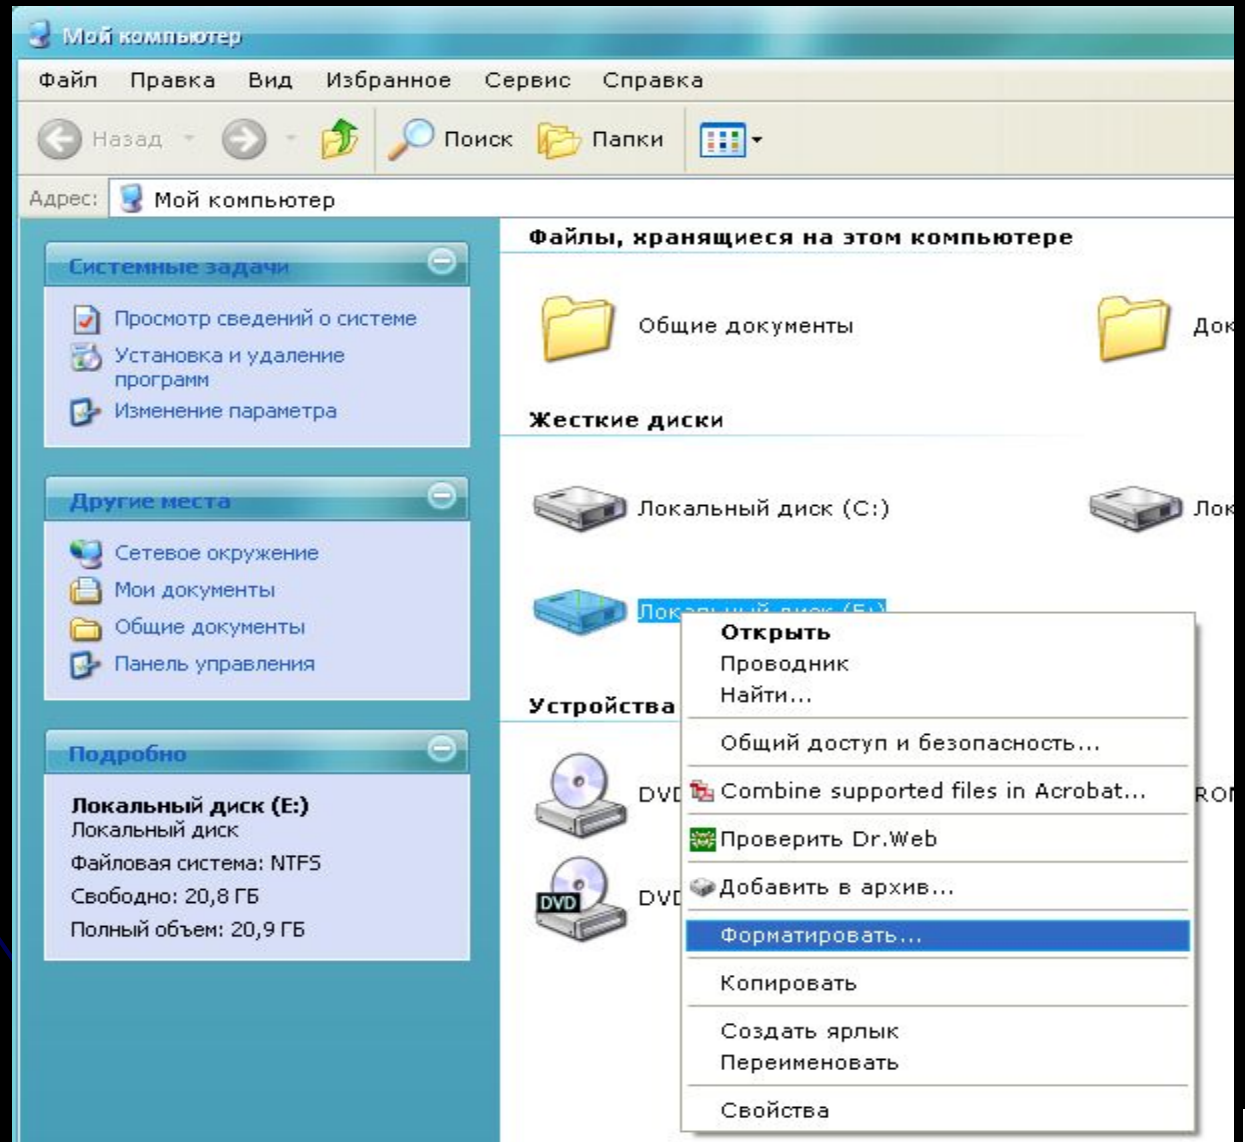 Мой компьютер
Файл Правка Вид Избранное Сервис Справка
Назад Поиск Папки
Адрес: Мой компьютер
Системные задачи
Просмотр сведений о системе
Установка и удаление
программ
Изменение параметра
Другие места
Сетевое окружение
Мои документы
Общие документы
Панель управления
Подробно
Локальный диск (E:)
Локальный диск
Файловая система: NTFS
Свободно: 20,8 ГБ
Полный объем: 20,9 ГБ
Файлы, хранящиеся на этом компьютере
Общие документы
Жесткие диски
Локальный диск (C:)
Локальный диск (E:)
Устройства
DVD
Открыть
Проводник
Найти...
Общий доступ и безопасность...
Combine supported files in Acrobat...
Проверить Dr.Web
Добавить в архив...
Форматировать...
Копировать
Создать ярлык
Переименовать
Свойства